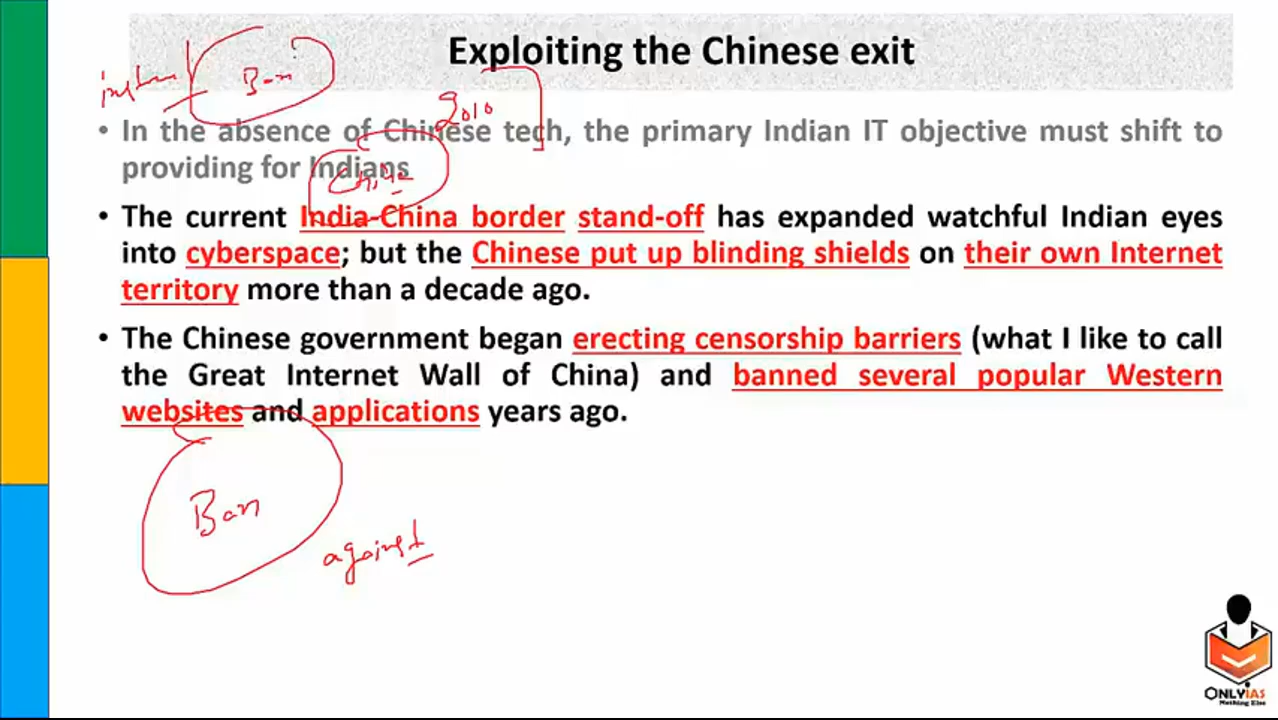 Exploiting the Chinese exit
Ban
2010
• In the absence of Chinese tech, the primary Indian IT objective must shift to
providing for Indians
China
• The current India-China border stand-off has expanded watchful Indian eyes
into cyberspace; but the Chinese put up blinding shields on their own Internet
territory more than a decade ago.
• The Chinese government began erecting censorship barriers (what I like to call
the Great Internet Wall of China) and banned several popular Western
websites and applications years ago.
Ban
against
ONLYIAS
Nothing Else